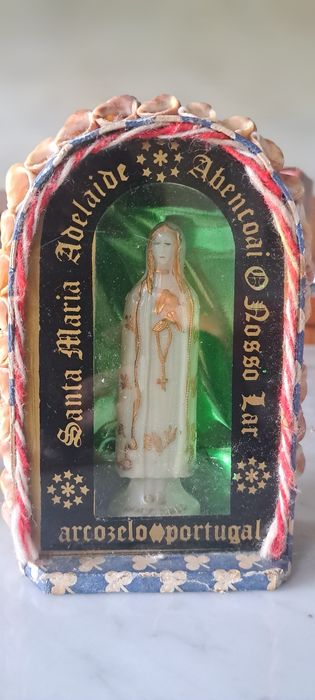 Santa Maria Adelaide
Abençoai O Nosso Lar
arcozelo portugal